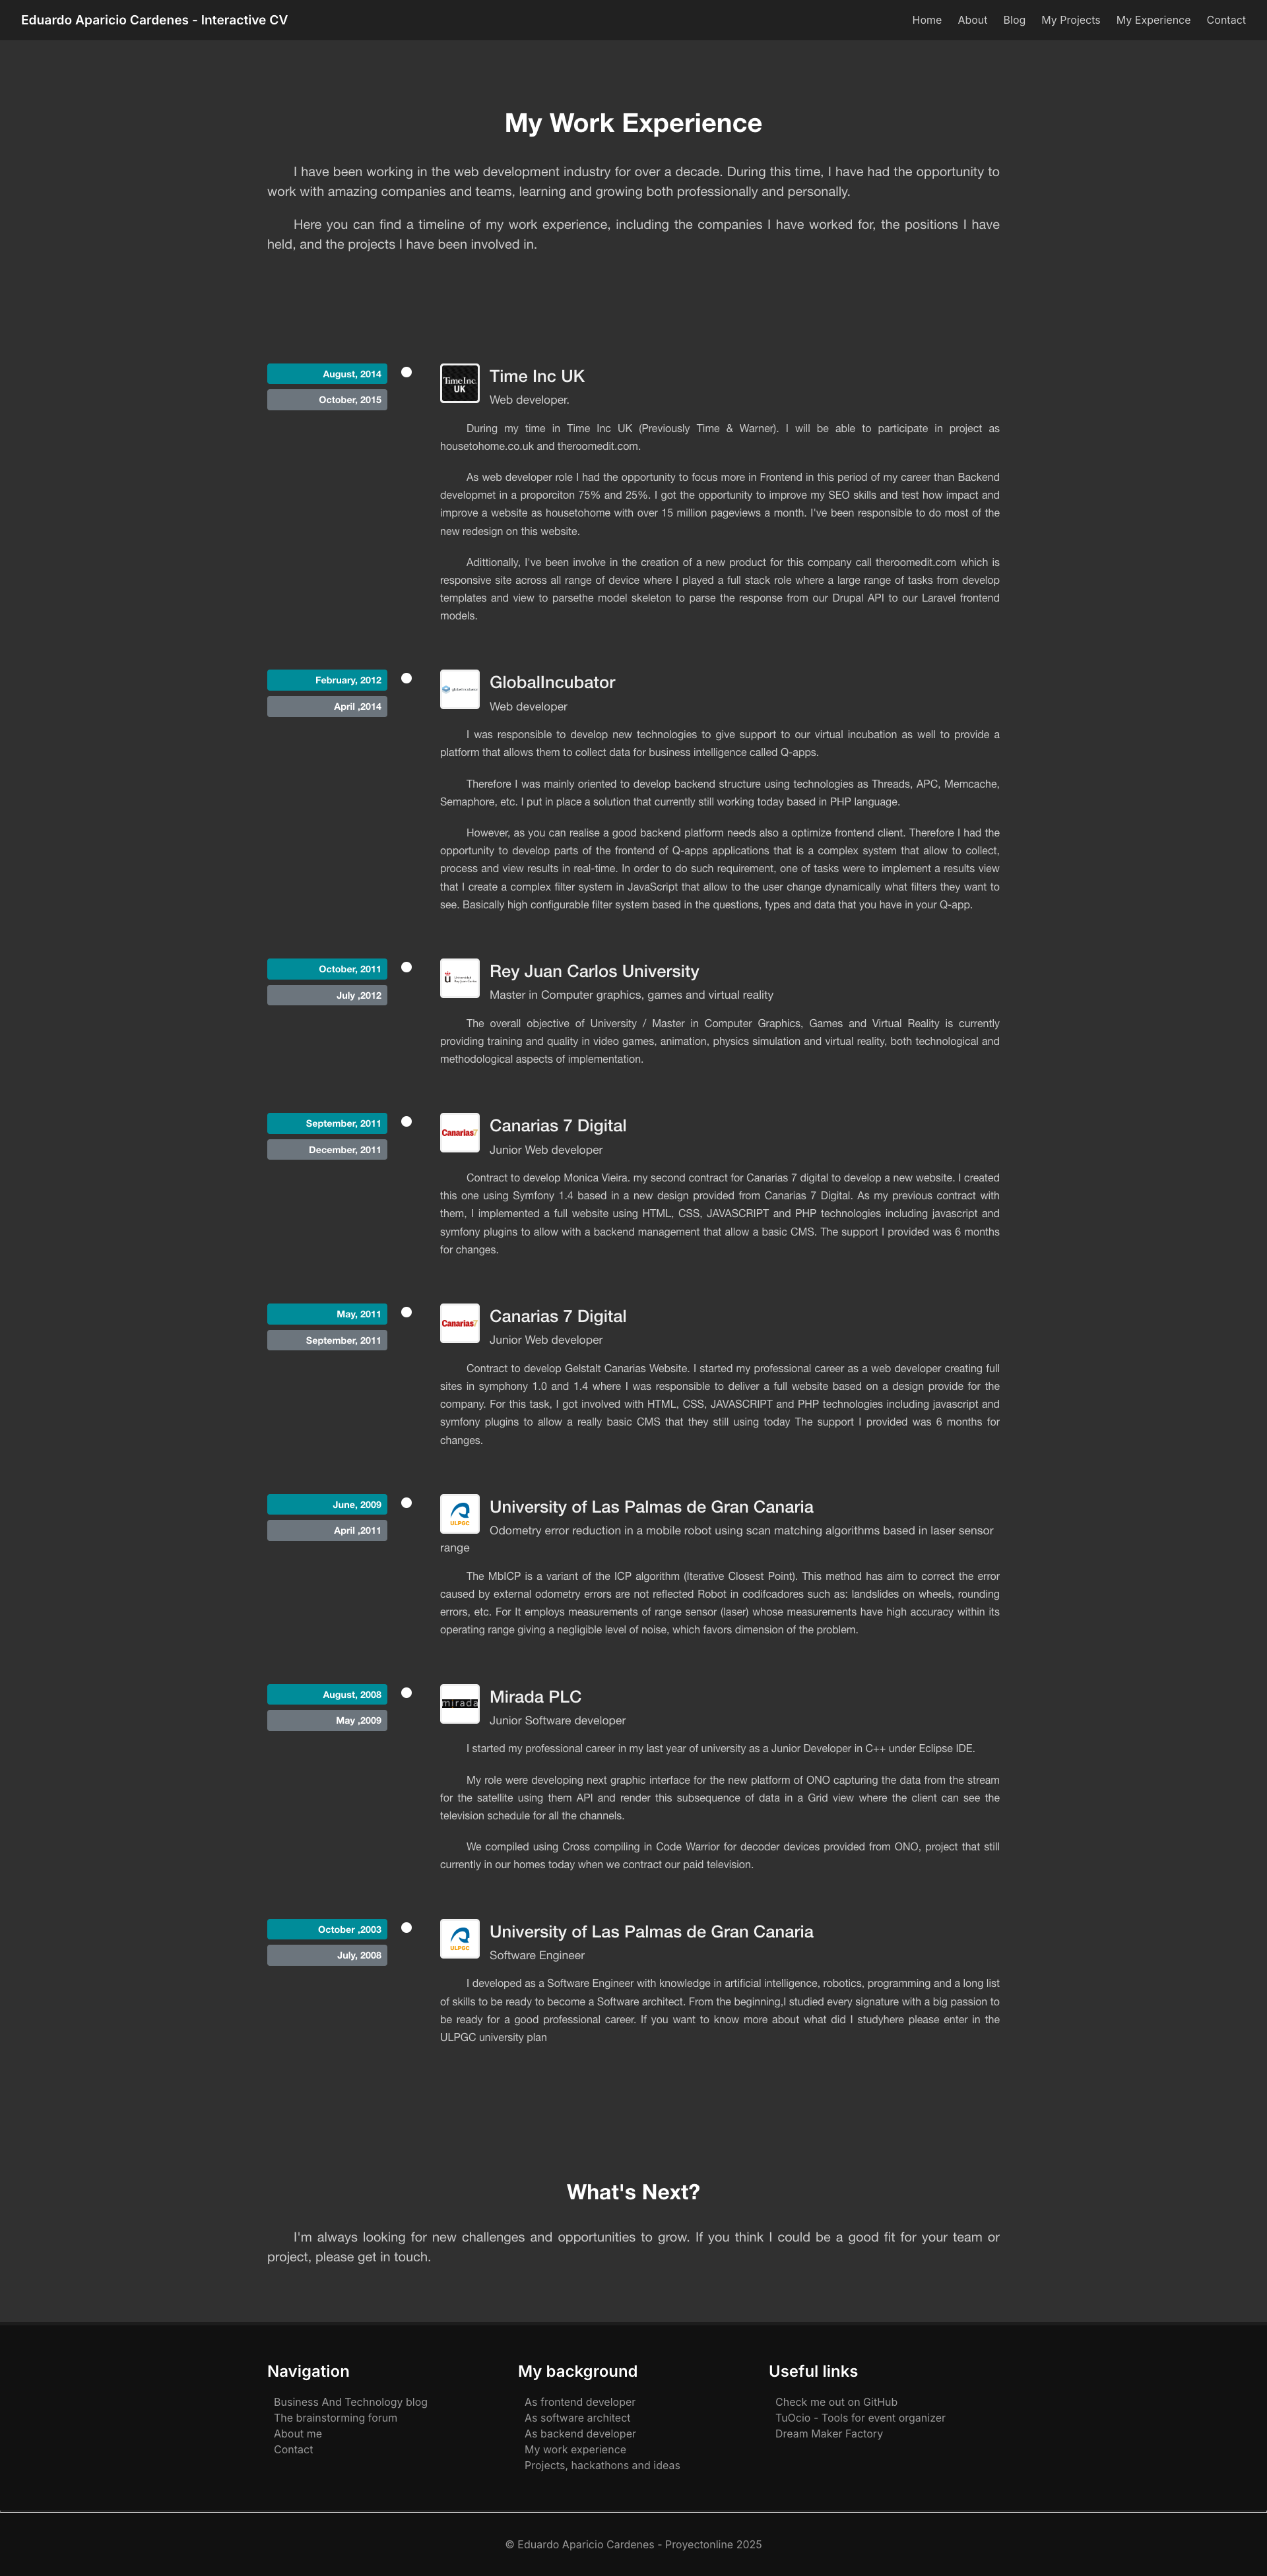 Eduardo Aparicio Cardenes - Interactive CV
Home About Blog My Projects My Experience Contact
My Work Experience
I have been working in the web development industry for over a decade. During this time, I have had the opportunity to
work with amazing companies and teams, learning and growing both professionally and personally.
Here you can find a timeline of my work experience, including the companies I have worked for, the positions I have
held, and the projects I have been involved in.
August, 2014
October, 2015
Time Inc.
UK
Time Inc UK
Web developer.
During my time in Time Inc UK (Previously Time & Warner). I will be able to participate in project as
housetohome.co.uk and theroomedit.com.
As web developer role I had the opportunity to focus more in Frontend in this period of my career than Backend
developmet in a proporciton 75% and 25%. I got the opportunity to improve my SEO skills and test how impact and
improve a website as housetohome with over 15 million pageviews a month. I've been responsible to do most of the
new redesign on this website.
Adittionally, I've been involve in the creation of a new product for this company call theroomedit.com which is
responsive site across all range of device where I played a full stack role where a large range of tasks from develop
templates and view to parsethe model skeleton to parse the response from our Drupal API to our Laravel frontend
models.
February, 2012
April ,2014
GlobalIncubator
Web developer
I was responsible to develop new technologies to give support to our virtual incubation as well to provide a
platform that allows them to collect data for business intelligence called Q-apps.
Therefore I was mainly oriented to develop backend structure using technologies as Threads, APC, Memcache,
Semaphore, etc. I put in place a solution that currently still working today based in PHP language.
However, as you can realise a good backend platform needs also a optimize frontend client. Therefore I had the
opportunity to develop parts of the frontend of Q-apps applications that is a complex system that allow to collect,
process and view results in real-time. In order to do such requirement, one of tasks were to implement a results view
that I create a complex filter system in JavaScript that allow to the user change dynamically what filters they want to
see. Basically high configurable filter system based in the questions, types and data that you have in your Q-app.
October, 2011
July ,2012
Rey Juan Carlos University
Master in Computer graphics, games and virtual reality
The overall objective of University / Master in Computer Graphics, Games and Virtual Reality is currently
providing training and quality in video games, animation, physics simulation and virtual reality, both technological and
methodological aspects of implementation.
September, 2011
December, 2011
Canarias7
Canarias 7 Digital
Junior Web developer
Contract to develop Monica Vieira. my second contract for Canarias 7 digital to develop a new website. I created
this one using Symfony 1.4 based in a new design provided from Canarias 7 Digital. As my previous contract with
them, I implemented a full website using HTML, CSS, JAVASCRIPT and PHP technologies including javascript and
symfony plugins to allow with a backend management that allow a basic CMS. The support I provided was 6 months
for changes.
May, 2011
September, 2011
Canarias7
Canarias 7 Digital
Junior Web developer
Contract to develop Gelstalt Canarias Website. I started my professional career as a web developer creating full
sites in symphony 1.0 and 1.4 where I was responsible to deliver a full website based on a design provide for the
company. For this task, I got involved with HTML, CSS, JAVASCRIPT and PHP technologies including javascript and
symfony plugins to allow a really basic CMS that they still using today The support I provided was 6 months for
changes.
June, 2009
April ,2011
ULPGC
University of Las Palmas de Gran Canaria
Odometry error reduction in a mobile robot using scan matching algorithms based in laser sensor
range
The MbICP is a variant of the ICP algorithm (Iterative Closest Point). This method has aim to correct the error
caused by external odometry errors are not reflected Robot in codifcadores such as: landslides on wheels, rounding
errors, etc. For It employs measurements of range sensor (laser) whose measurements have high accuracy within its
operating range giving a negligible level of noise, which favors dimension of the problem.
August, 2008
May ,2009
mirada
Mirada PLC
Junior Software developer
I started my professional career in my last year of university as a Junior Developer in C++ under Eclipse IDE.
My role were developing next graphic interface for the new platform of ONO capturing the data from the stream
for the satellite using them API and render this subsequence of data in a Grid view where the client can see the
television schedule for all the channels.
We compiled using Cross compiling in Code Warrior for decoder devices provided from ONO, project that still
currently in our homes today when we contract our paid television.
October ,2003
July, 2008
ULPGC
University of Las Palmas de Gran Canaria
Software Engineer
I developed as a Software Engineer with knowledge in artificial intelligence, robotics, programming and a long list
of skills to be ready to become a Software architect. From the beginning,I studied every signature with a big passion to
be ready for a good professional career. If you want to know more about what did I studyhere please enter in the
ULPGC university plan
What's Next?
I'm always looking for new challenges and opportunities to grow. If you think I could be a good fit for your team or
project, please get in touch.
Navigation
Business And Technology blog
The brainstorming forum
About me
Contact
My background
As frontend developer
As software architect
As backend developer
My work experience
Projects, hackathons and ideas
Useful links
Check me out on GitHub
TuOcio - Tools for event organizer
Dream Maker Factory
© Eduardo Aparicio Cardenes - Proyectonline 2025